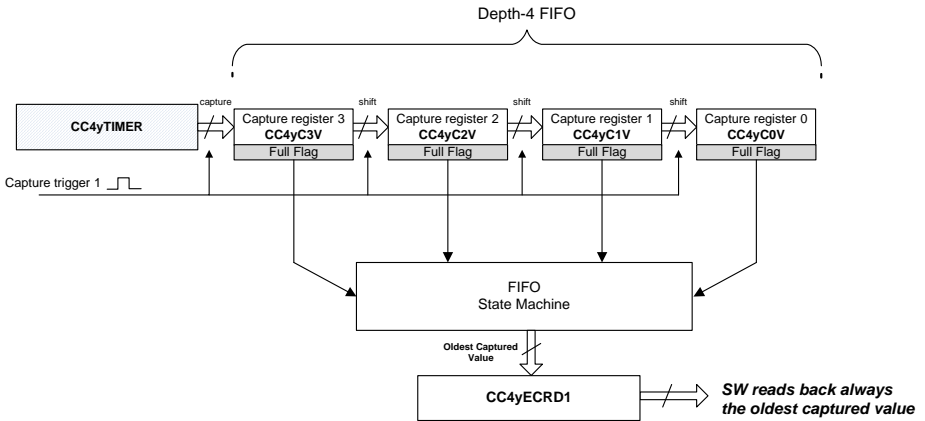 Depth-4 FIFO
capture
shift
shift
shift
CC4yTIMER
Capture register 3
CC4yC3V
Full Flag
Capture register 2
CC4yC2V
Full Flag
Capture register 1
CC4yC1V
Full Flag
Capture register 0
CC4yC0V
Full Flag
Capture trigger 1
FIFO
State Machine
Oldest Captured
Value
CC4yECRD1
SW reads back always
the oldest captured value